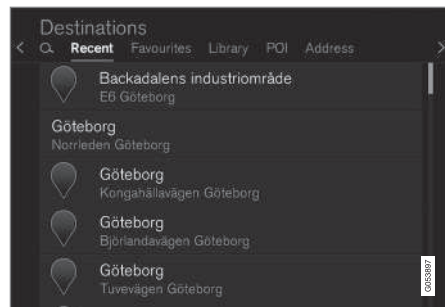 Destinations
Recent Favourites Library POI Address
Backadalens industriområde
E6 Göteborg
Göteborg
Norrleden Göteborg
Göteborg
Kongahällavägen Göteborg
Göteborg
Björlandavägen Göteborg
Göteborg
Tuvevägen Göteborg
G053897